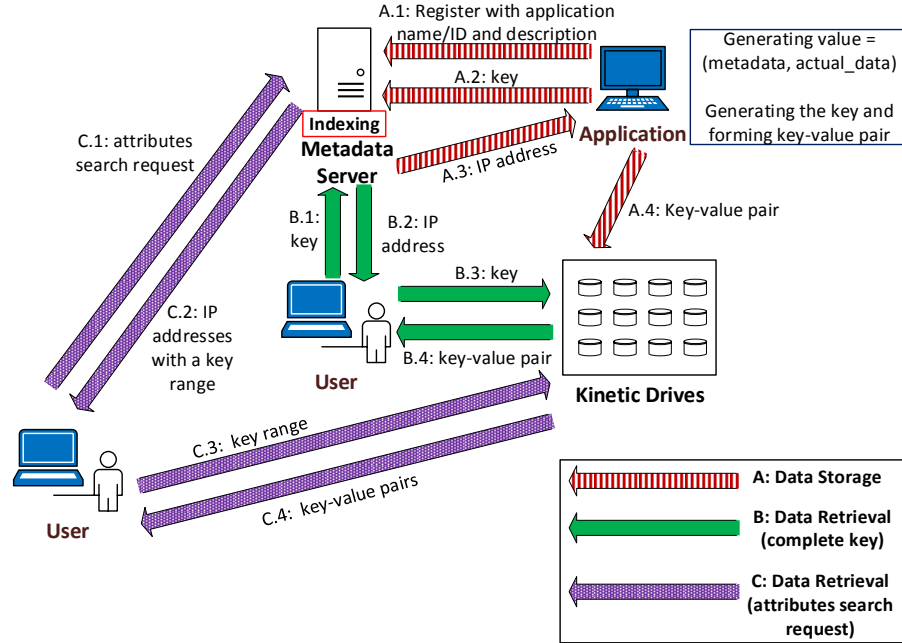 A.1: Register with application
name/ID and description
A.2: key
Generating value =
(metadata, actual_data)
Generating the key and
forming key-value pair
Indexing
Metadata
Server
Application
A.3: IP address
A.4: Key-value pair
C.1: attributes
search request
B.1:
key
B.2: IP
address
B.3: key
B.4: key-value pair
User
Kinetic Drives
C.2: IP
addresses
with a key
range
C.3: key range
C.4: key-value pairs
User
A: Data Storage
B: Data Retrieval
(complete key)
C: Data Retrieval
(attributes search
request)